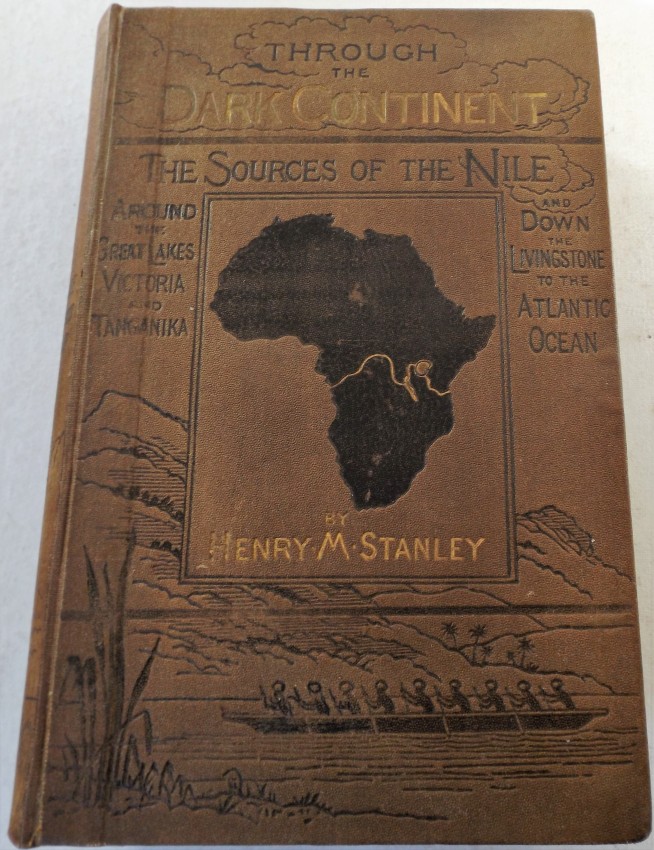 THROUGH
THE
DARK CONTINENT
THE SOURCES OF THE NILE
AROUND
THE
GREAT LAKES
VICTORIA
AND
TANGANIKA
AND
DOWN
THE
LIVINGSTONE
TO THE
ATLANTIC
OCEAN
BY
HENRY·M·STANLEY